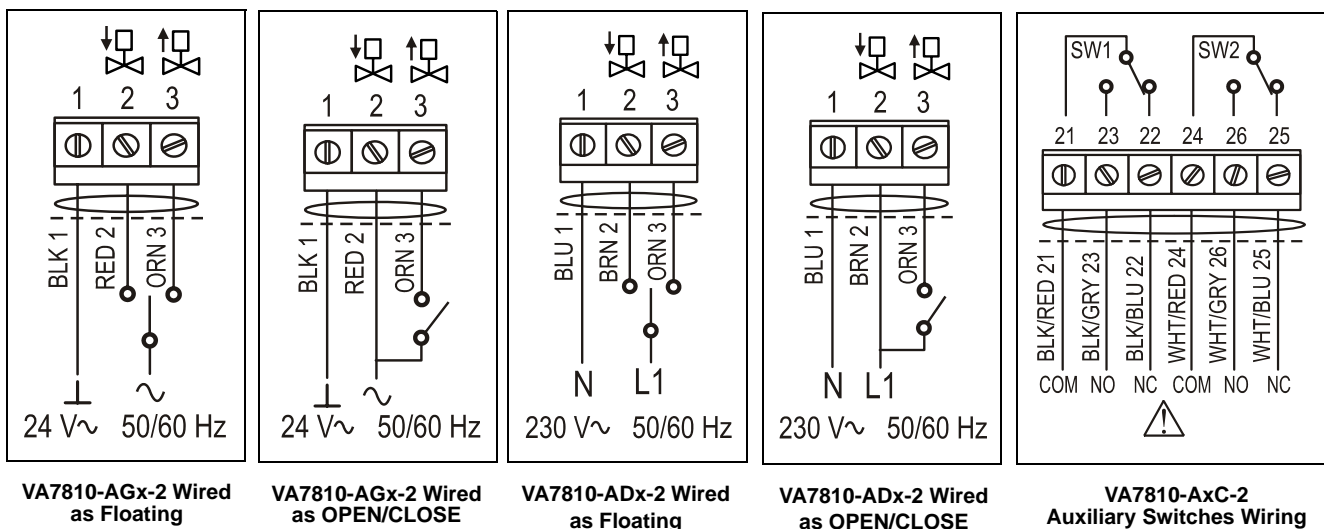 1 2 3
BLK 1
RED 2
ORN 3
24 V~ 50/60 Hz
VA7810-AGx-2 Wired
as Floating
1 2 3
BLK 1
RED 2
ORN 3
24 V~ 50/60 Hz
VA7810-AGx-2 Wired
as OPEN/CLOSE
1 2 3
BLU 1
BRN 2
ORN 3
N L1
230 V~ 50/60 Hz
VA7810-ADx-2 Wired
as Floating
1 2 3
BLU 1
BRN 2
ORN 3
N L1
230 V~ 50/60 Hz
VA7810-ADx-2 Wired
as OPEN/CLOSE
SW1 SW2
21 23 22 24 26 25
BLK/RED 21
BLK/GRY 23
BLK/BLU 22
WHT/RED 24
WHT/GRY 26
WHT/BLU 25
COM NO NC COM NO NC
VA7810-AxC-2
Auxiliary Switches Wiring